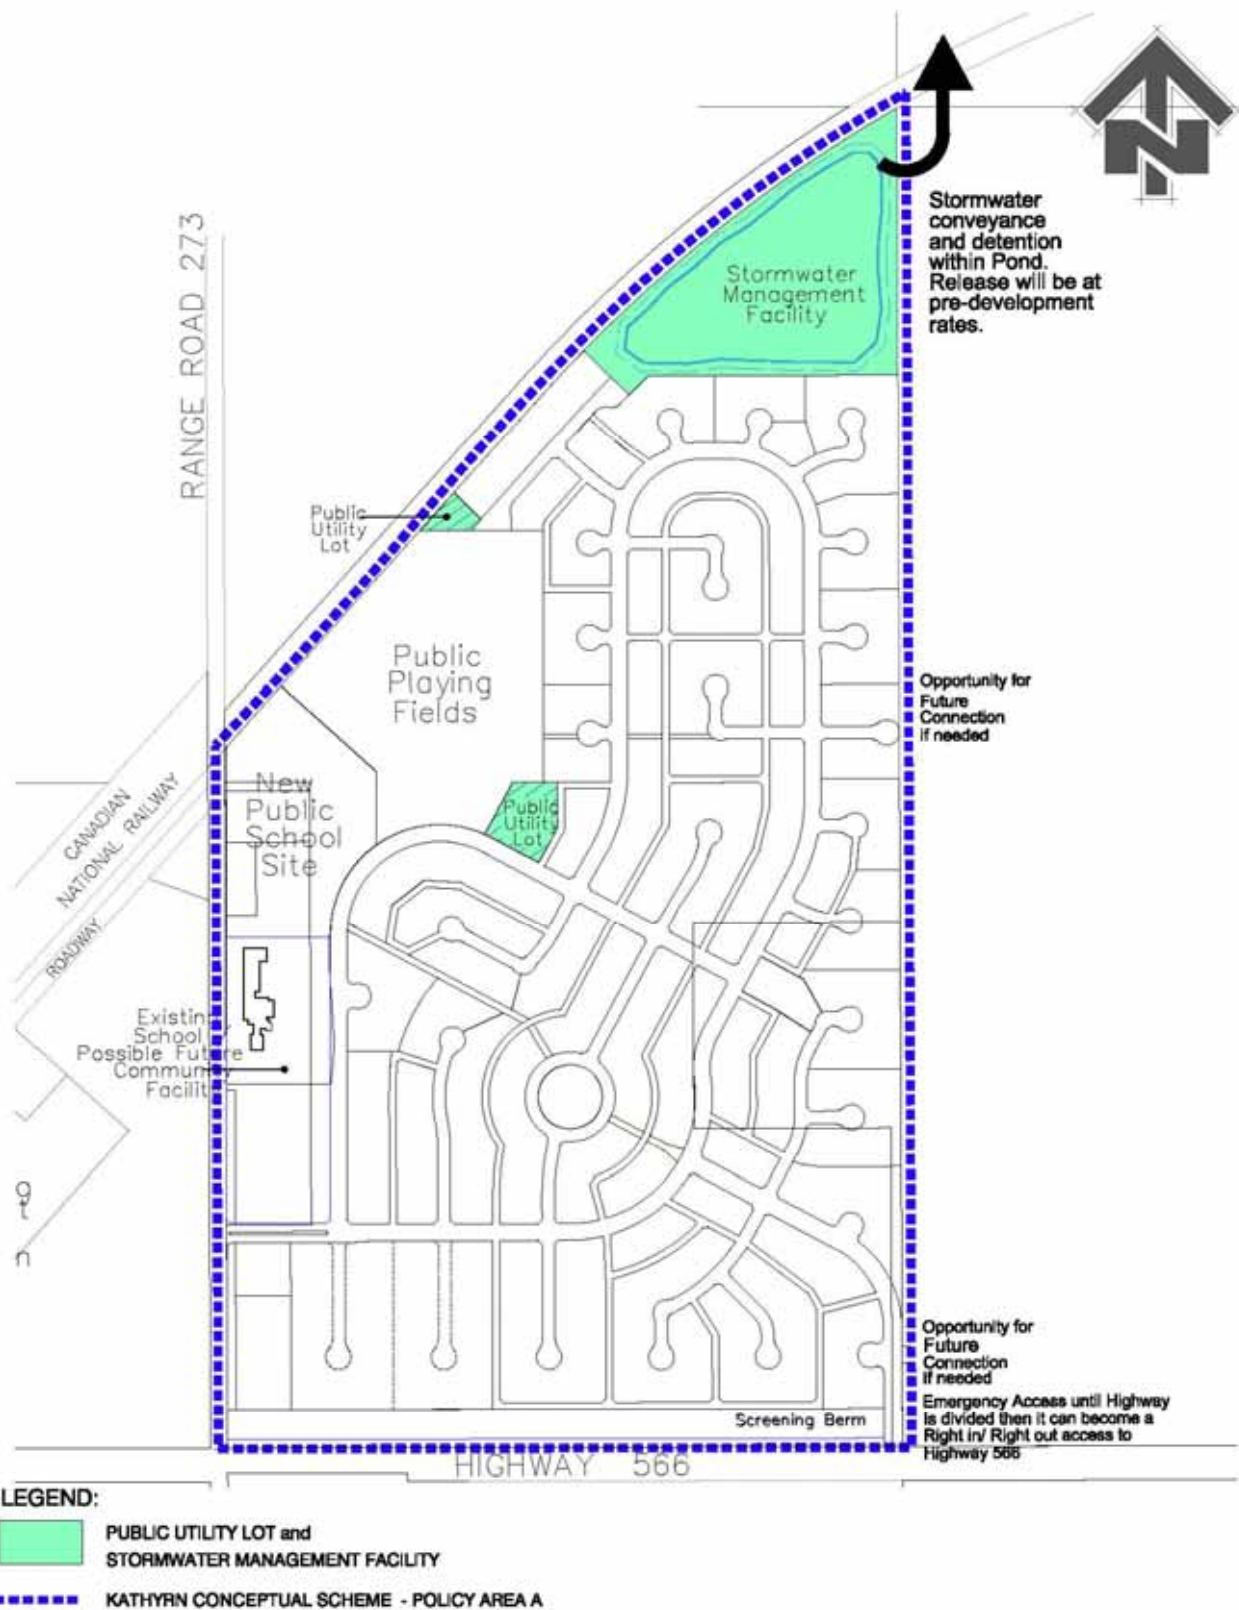 N
Stormwater
conveyance
and detention
within Pond.
Release will be at
pre-development
rates.
RANGE ROAD 273
Stormwater
Management
Facility
Public
Utility
Lot
Public
Playing
Fields
Opportunity for
Future
Connection
if needed
New
Public
School
Site
Public
Utility
Lot
CANADIAN
NATIONAL RAILWAY
ROADWAY
Existing
School
Possible Future
Community
Facility
Opportunity for
Future
Connection
If needed
Emergency Access until Highway
is divided then it can become a
Right in/ Right out access to
Highway 566
Screening Berm
HIGHWAY 566
LEGEND:
PUBLIC UTILITY LOT and
STORMWATER MANAGEMENT FACILITY
KATHYRN CONCEPTUAL SCHEME - POLICY AREA A